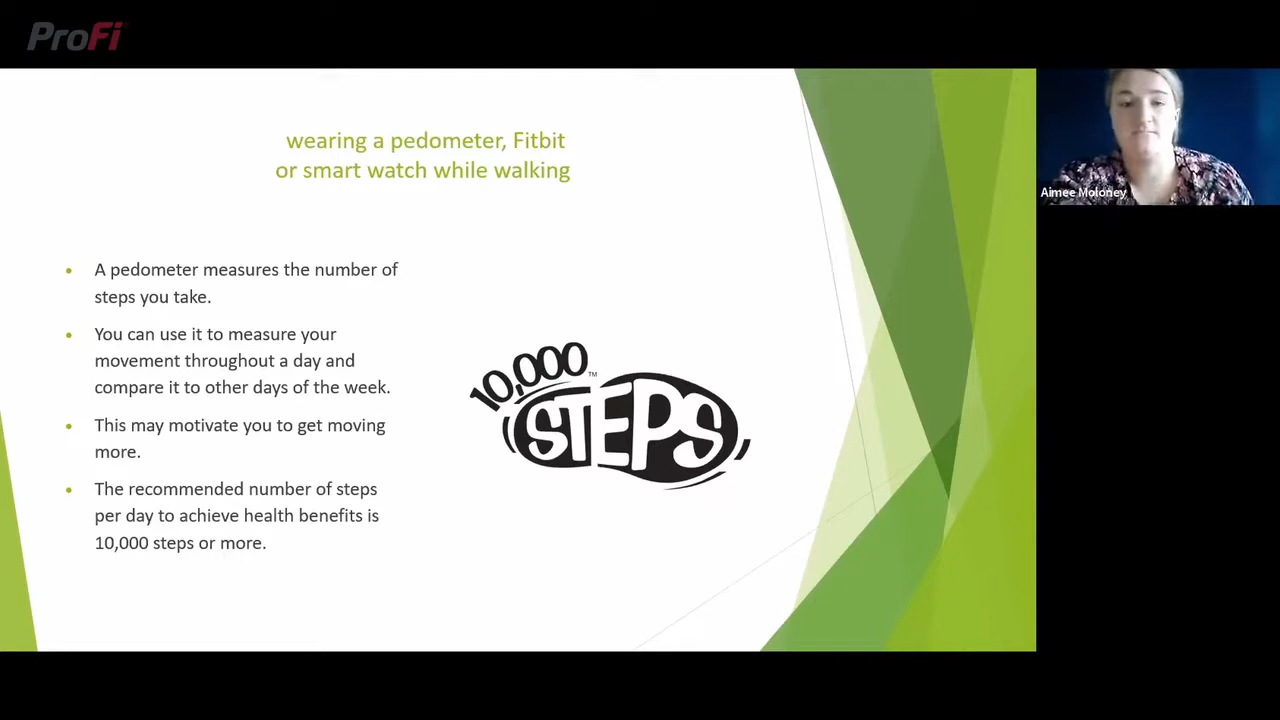 ProFi
wearing a pedometer, Fitbit
or smart watch while walking
Aimee Moloney
• A pedometer measures the number of
steps you take.
• You can use it to measure your
movement throughout a day and
compare it to other days of the week.
• This may motivate you to get moving
more.
• The recommended number of steps
per day to achieve health benefits is
10,000 steps or more.
10,000 ™
STEPS